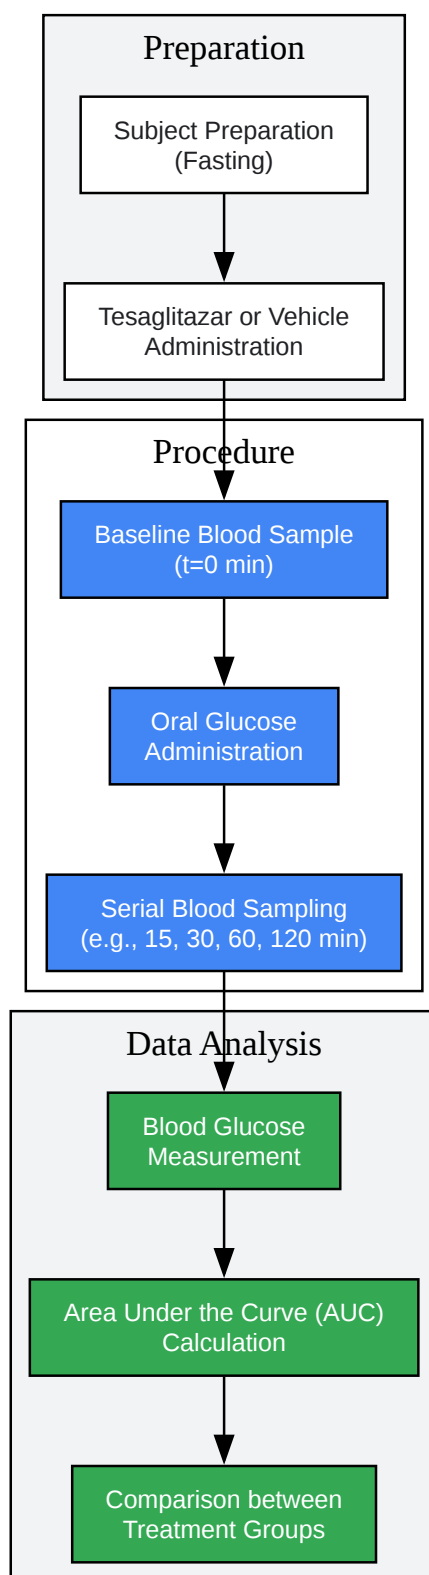 Preparation
Subject Preparation
(Fasting)
Tesaglitazar or Vehicle
Administration
Procedure
Baseline Blood Sample
(t=0 min)
Oral Glucose
Administration
Serial Blood Sampling
(e.g., 15, 30, 60, 120 min)
Data Analysis
Blood Glucose
Measurement
Area Under the Curve (AUC)
Calculation
Comparison between
Treatment Groups